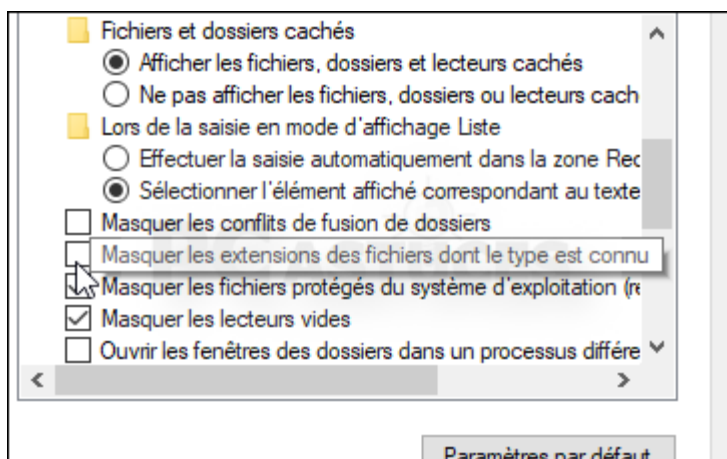 Fichiers et dossiers cachés
Afficher les fichiers, dossiers et lecteurs cachés
Ne pas afficher les fichiers, dossiers ou lecteurs cach
Lors de la saisie en mode d'affichage Liste
Effectuer la saisie automatiquement dans la zone Rec
Sélectionner l'élément affiché correspondant au texte
Masquer les conflits de fusion de dossiers
Masquer les extensions des fichiers dont le type est connu
Masquer les fichiers protégés du système d'exploitation (re
Masquer les lecteurs vides
Ouvrir les fenêtres des dossiers dans un processus différe
Paramètres par défaut